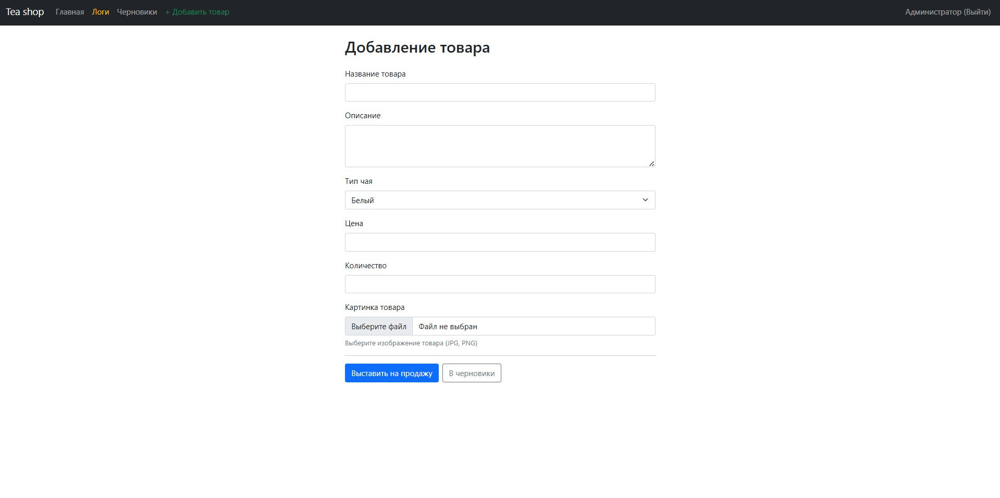 Tea shop Главная Логи Черновики + Добавить товар Администратор (Выйти)
Добавление товара
Название товара
Описание
Тип чая
Белый
Цена
Количество
Картинка товара
Выберите файл Файл не выбран
Выберите изображение товара (JPG, PNG)
Выставить на продажу В черновики